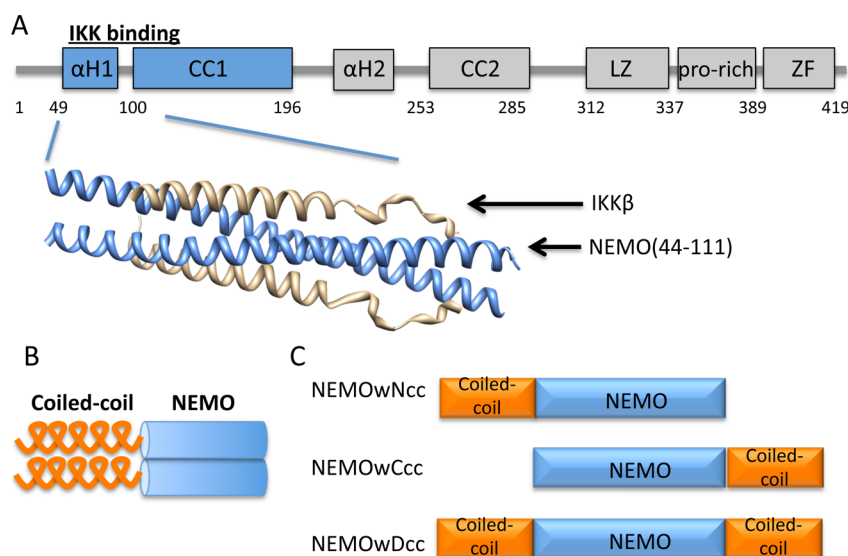 A
IKK binding
αH1 CC1 αH2 CC2 LZ pro-rich ZF
1 49 100 196 253 285 312 337 389 419
IKKβ
NEMO(44-111)
B
Coiled-coil NEMO
C
NEMOwNcc
Coiled-
coil
NEMO
NEMOwCcc
NEMO
Coiled-
coil
NEMOwDcc
Coiled-
coil
NEMO
Coiled-
coil